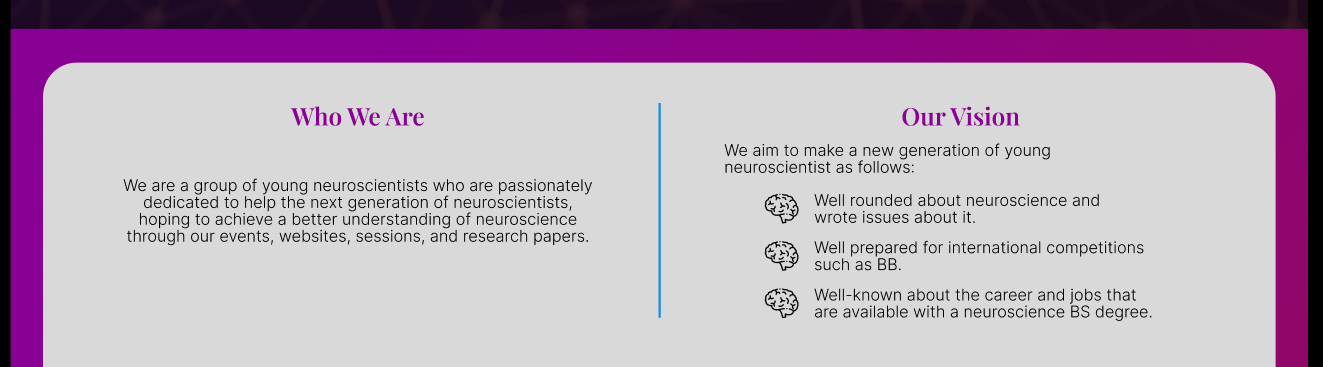 Who We Are
We are a group of young neuroscientists who are passionately
dedicated to help the next generation of neuroscientists,
hoping to achieve a better understanding of neuroscience
through our events, websites, sessions, and research papers.
Our Vision
We aim to make a new generation of young
neuroscientist as follows:
Well rounded about neuroscience and
wrote issues about it.
Well prepared for international competitions
such as BB.
Well-known about the career and jobs that
are available with a neuroscience BS degree.